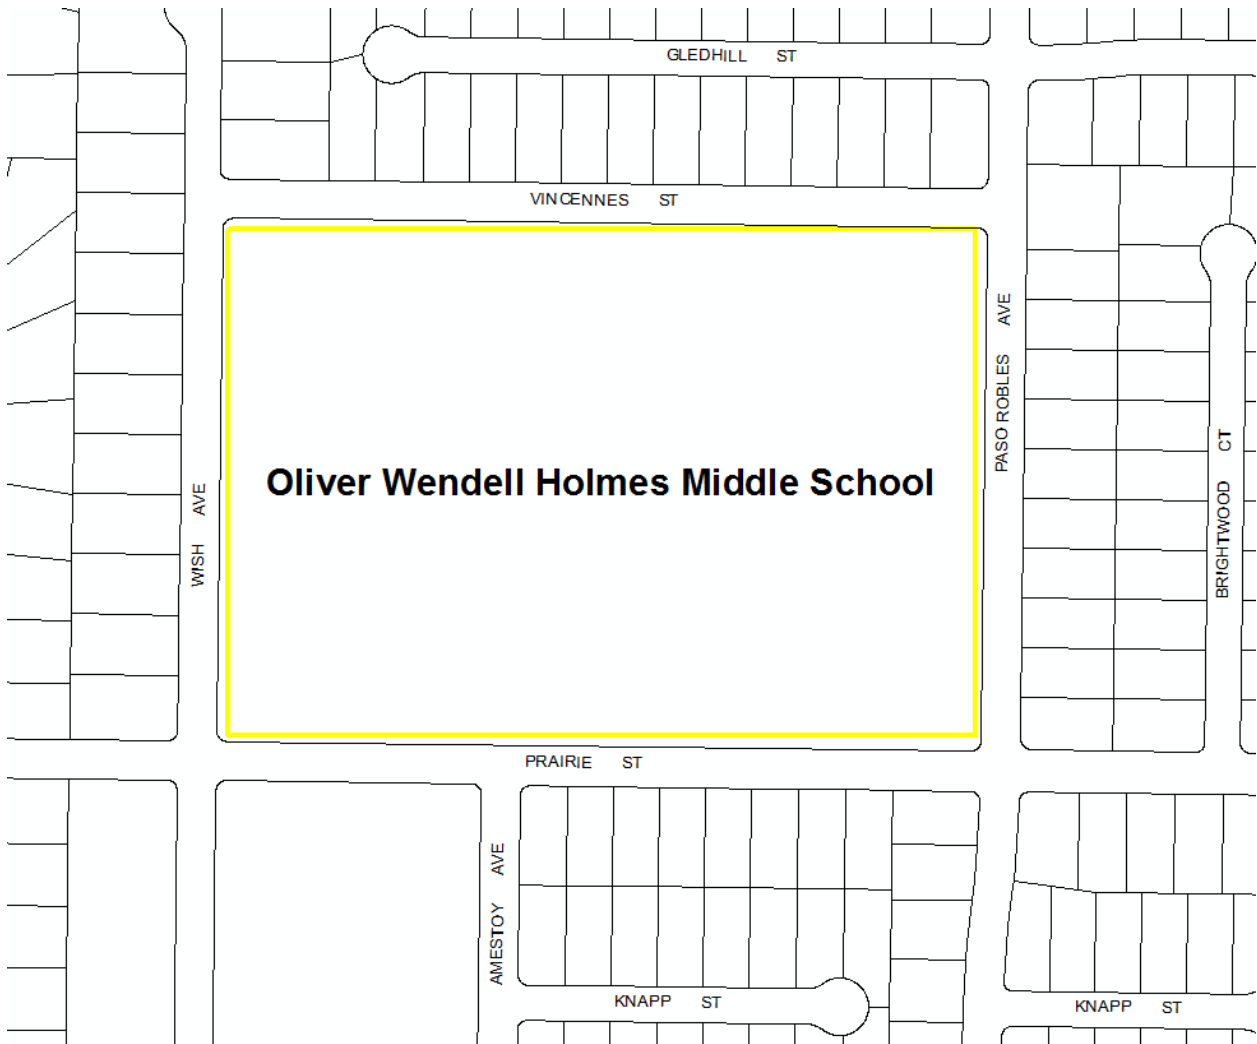 GLEDHILL ST
VINCENNES ST
PASO ROBLES AVE
BRIGHTWOOD CT
Oliver Wendell Holmes Middle School
WISH AVE
PRAIRIE ST
AMESTOY AVE
KNAPP ST
KNAPP ST